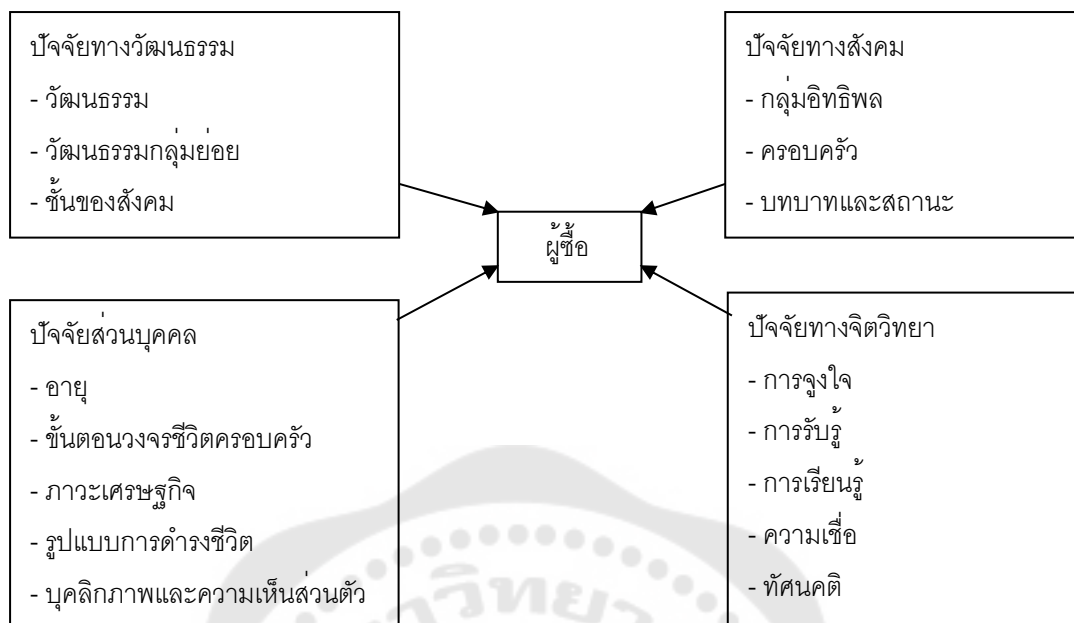 ปัจจัยทางวัฒนธรรม
- วัฒนธรรม
- วัฒนธรรมกลุ่มย่อย
- ชั้นของสังคม
ปัจจัยทางสังคม
- กลุ่มอิทธิพล
- ครอบครัว
- บทบาทและสถานะ
ผู้ซื้อ
ปัจจัยส่วนบุคคล
- อายุ
- ขั้นตอนวงจรชีวิตครอบครัว
- ภาวะเศรษฐกิจ
- รูปแบบการดำรงชีวิต
- บุคลิกภาพและความเห็นส่วนตัว
ปัจจัยทางจิตวิทยา
- การจูงใจ
- การรับรู้
- การเรียนรู้
- ความเชื่อ
- ทัศนคติ